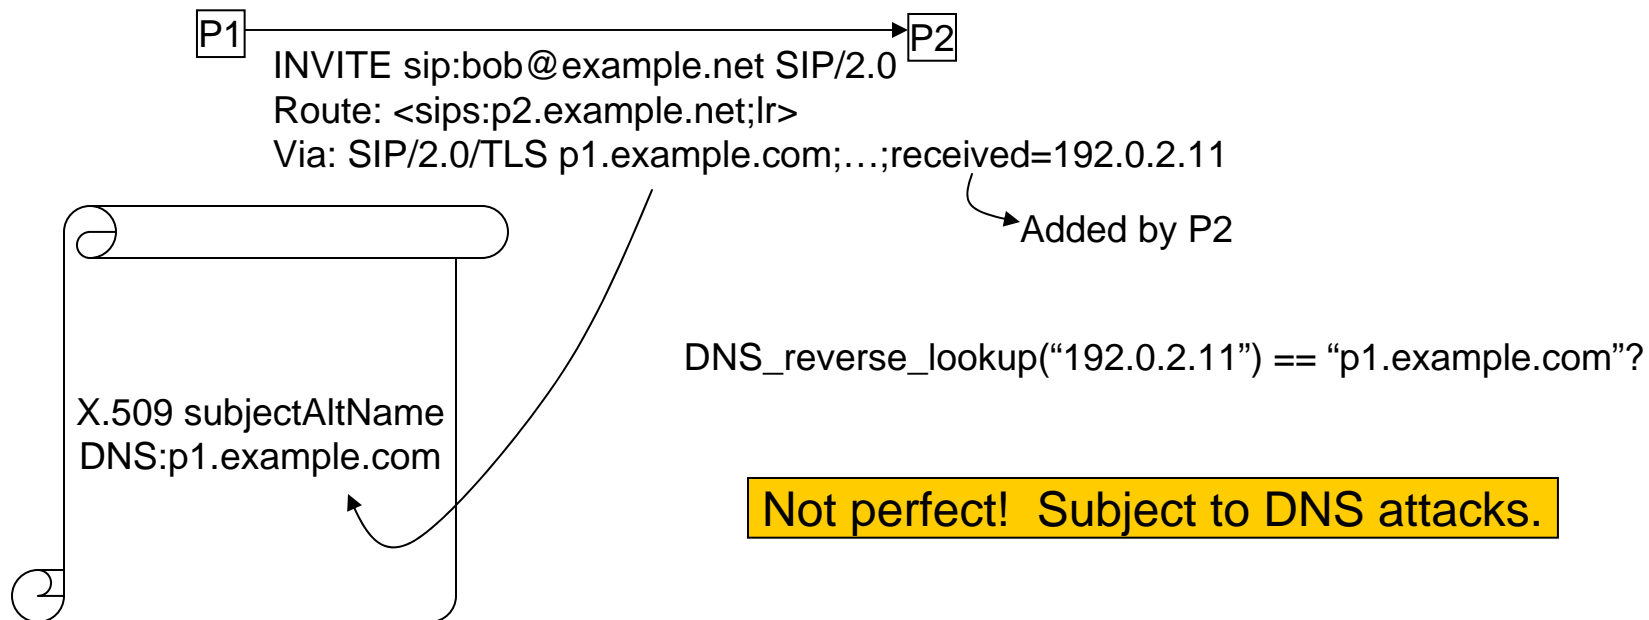 P1
P2
INVITE sip:bob@example.net SIP/2.0
Route: <sips:p2.example.net;lr>
Via: SIP/2.0/TLS p1.example.com;…;received=192.0.2.11
Added by P2
DNS_reverse_lookup(“192.0.2.11”) == “p1.example.com”?
X.509 subjectAltName
DNS:p1.example.com
Not perfect!  Subject to DNS attacks.